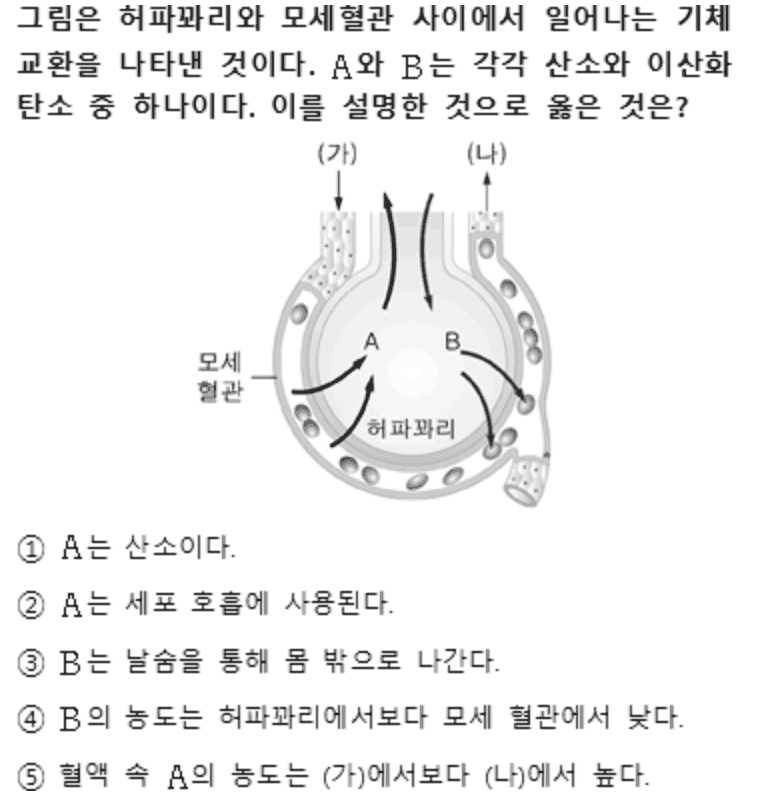 그림은 허파꽈리와 모세혈관 사이에서 일어나는 기체
교환을 나타낸 것이다. A와 B는 각각 산소와 이산화
탄소 중 하나이다. 이를 설명한 것으로 옳은 것은?
(가) (나)
A B
모세
혈관
허파꽈리
① A는 산소이다.
② A는 세포 호흡에 사용된다.
③ B는 날숨을 통해 몸 밖으로 나간다.
④ B의 농도는 허파꽈리에서보다 모세 혈관에서 낮다.
⑤ 혈액 속 A의 농도는 (가)에서보다 (나)에서 높다.